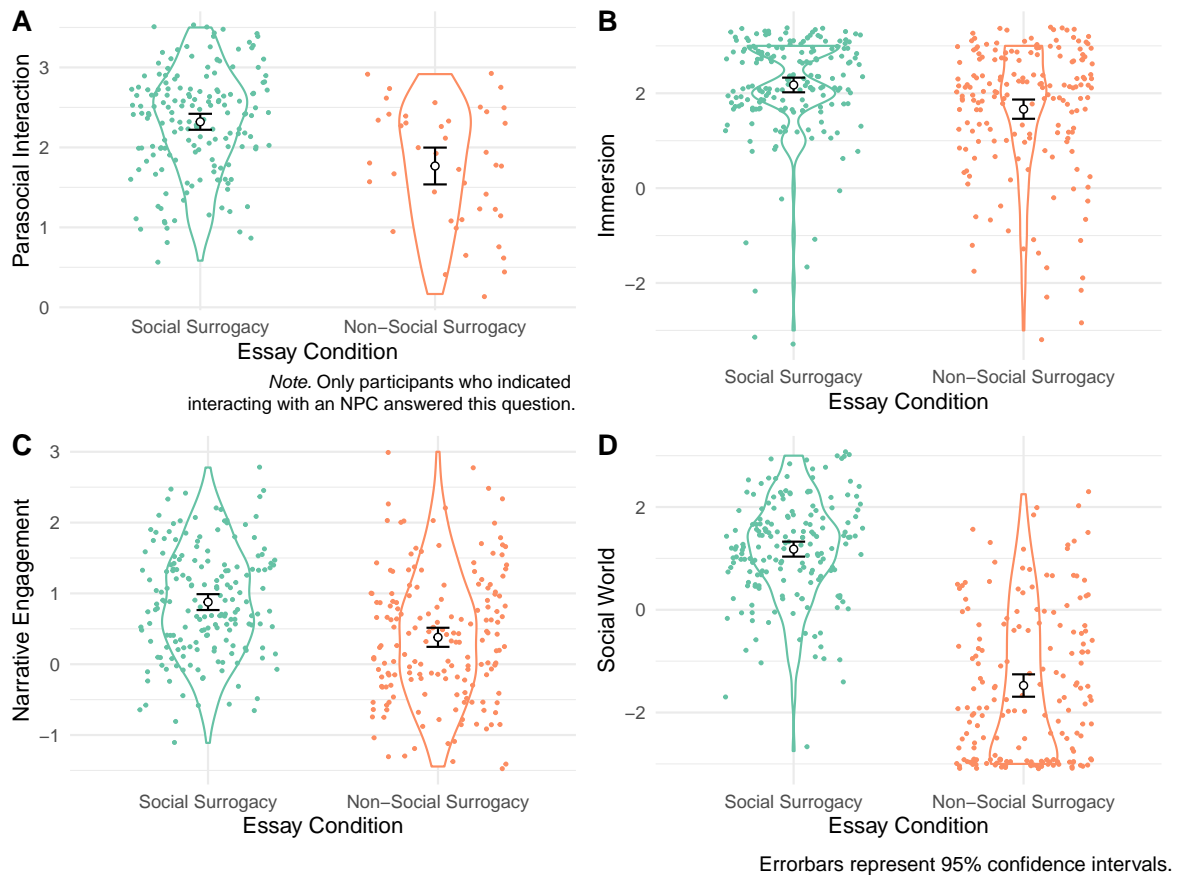 A
Parasocial Interaction
3
2
1
0
Social Surrogacy
Non−Social Surrogacy
Essay Condition
Note. Only participants who indicated
interacting with an NPC answered this question.
B
Immersion
2
0
−2
Social Surrogacy
Non−Social Surrogacy
Essay Condition
C
Narrative Engagement
3
2
1
0
−1
Social Surrogacy
Non−Social Surrogacy
Essay Condition
D
Social World
2
0
−2
Social Surrogacy
Non−Social Surrogacy
Essay Condition
Errorbars represent 95% confidence intervals.